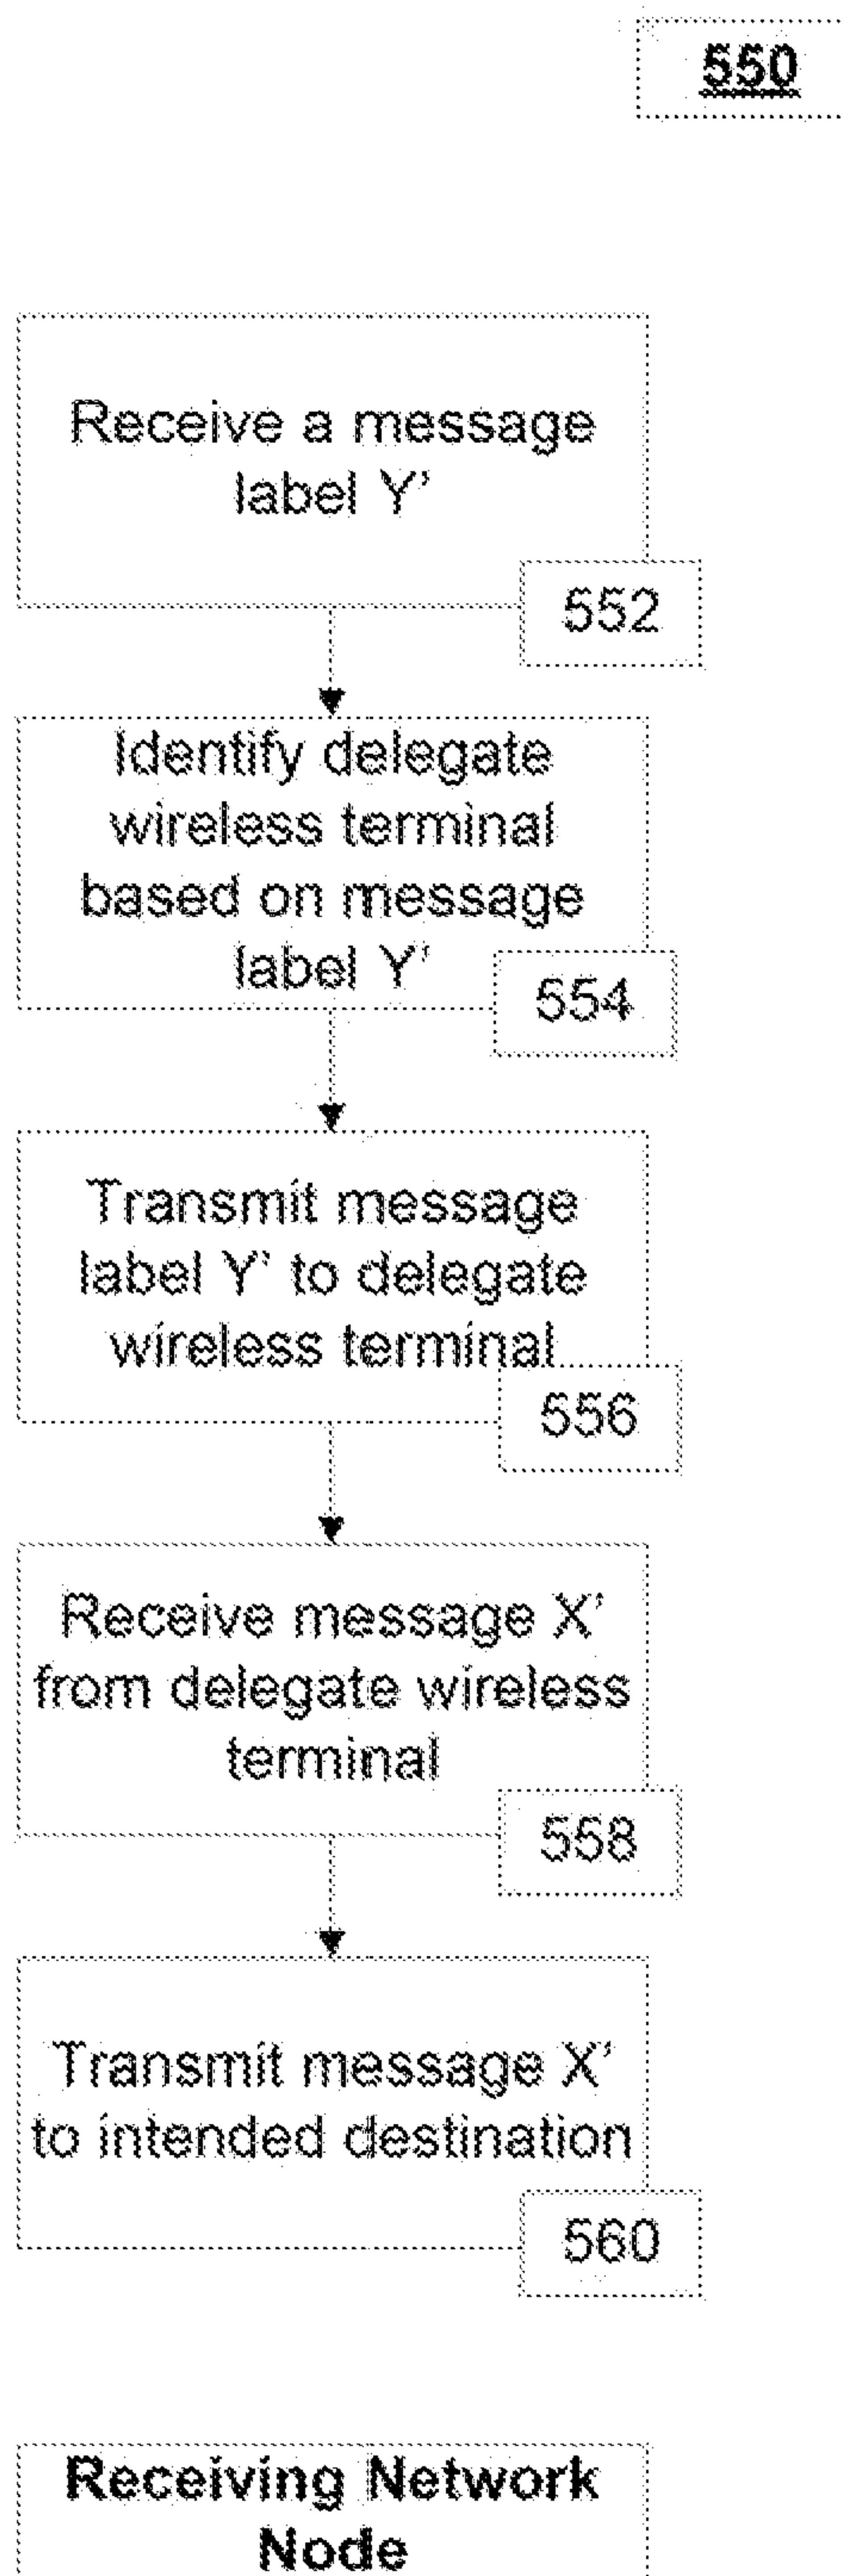 550
Receive a message
label Y'
552
Identify delegate
wireless terminal
based on message
label Y'
554
Transmit message
label Y' to delegate
wireless terminal
556
Receive message X'
from delegate wireless
terminal
558
Transmit message X'
to intended destination
560
Receiving Network
Node